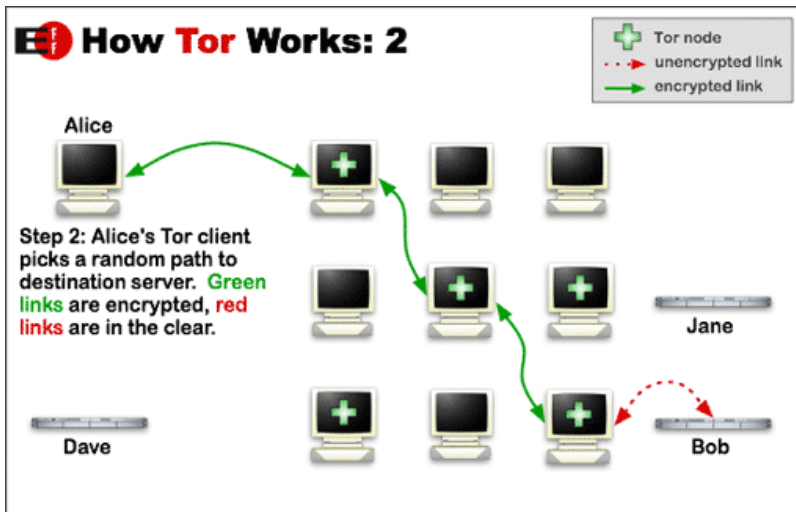 EFF How Tor Works: 2
Tor node
unencrypted link
encrypted link
Alice
Step 2: Alice's Tor client
picks a random path to
destination server. Green
links are encrypted, red
links are in the clear.
Jane
Dave
Bob